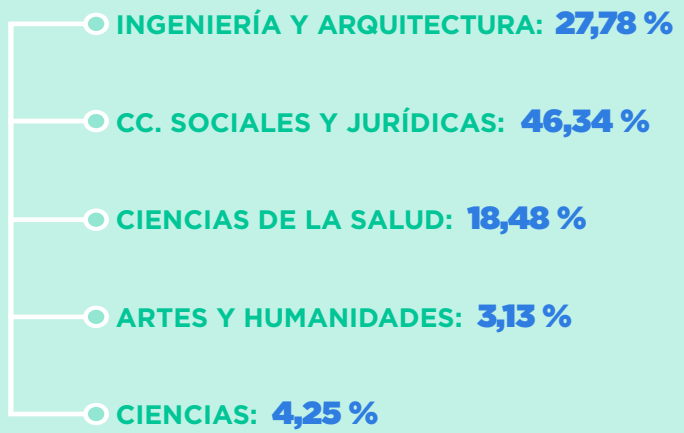 INGENIERÍA Y ARQUITECTURA: 27,78 %
CC. SOCIALES Y JURÍDICAS: 46,34 %
CIENCIAS DE LA SALUD: 18,48 %
ARTES Y HUMANIDADES: 3,13 %
CIENCIAS: 4,25 %